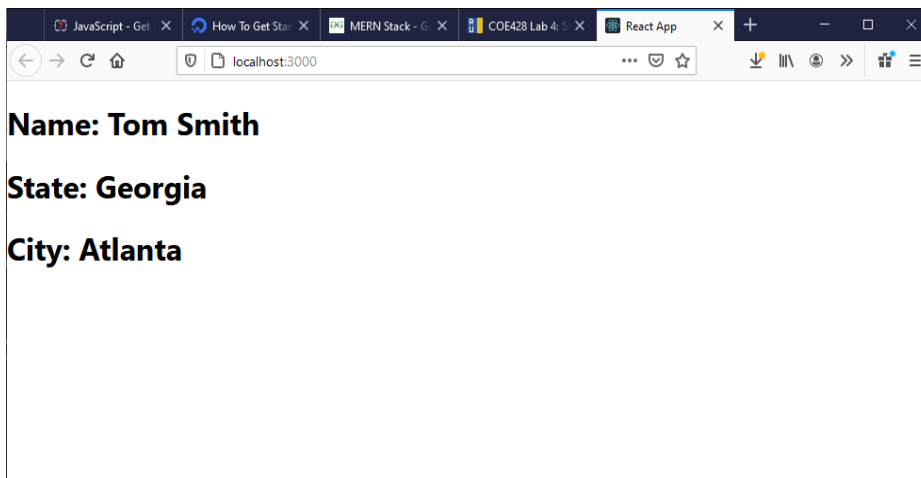 JavaScript - Get
How To Get Star
MERN Stack - G
COE428 Lab 4: S
React App
localhost:3000
Name: Tom Smith
State: Georgia
City: Atlanta